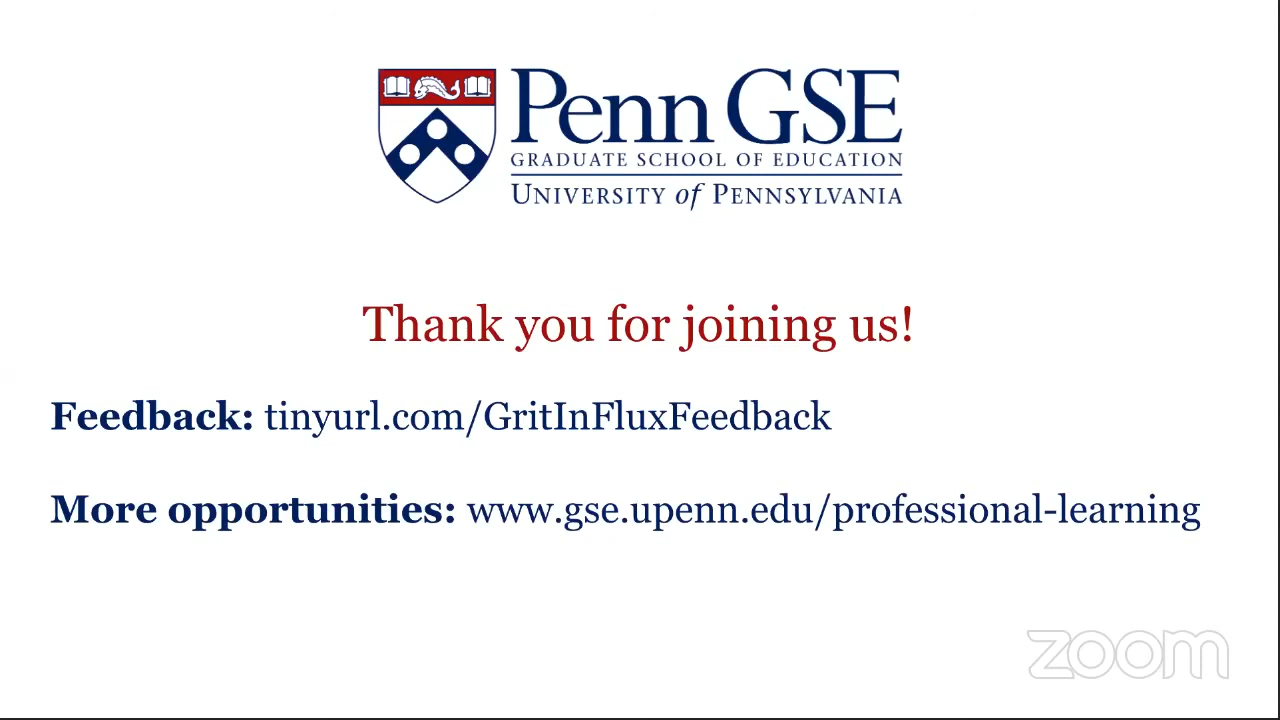 Penn GSE
GRADUATE SCHOOL OF EDUCATION
UNIVERSITY of PENNSYLVANIA
Thank you for joining us!
Feedback: tinyurl.com/GritInFluxFeedback
More opportunities: www.gse.upenn.edu/professional-learning
zoom